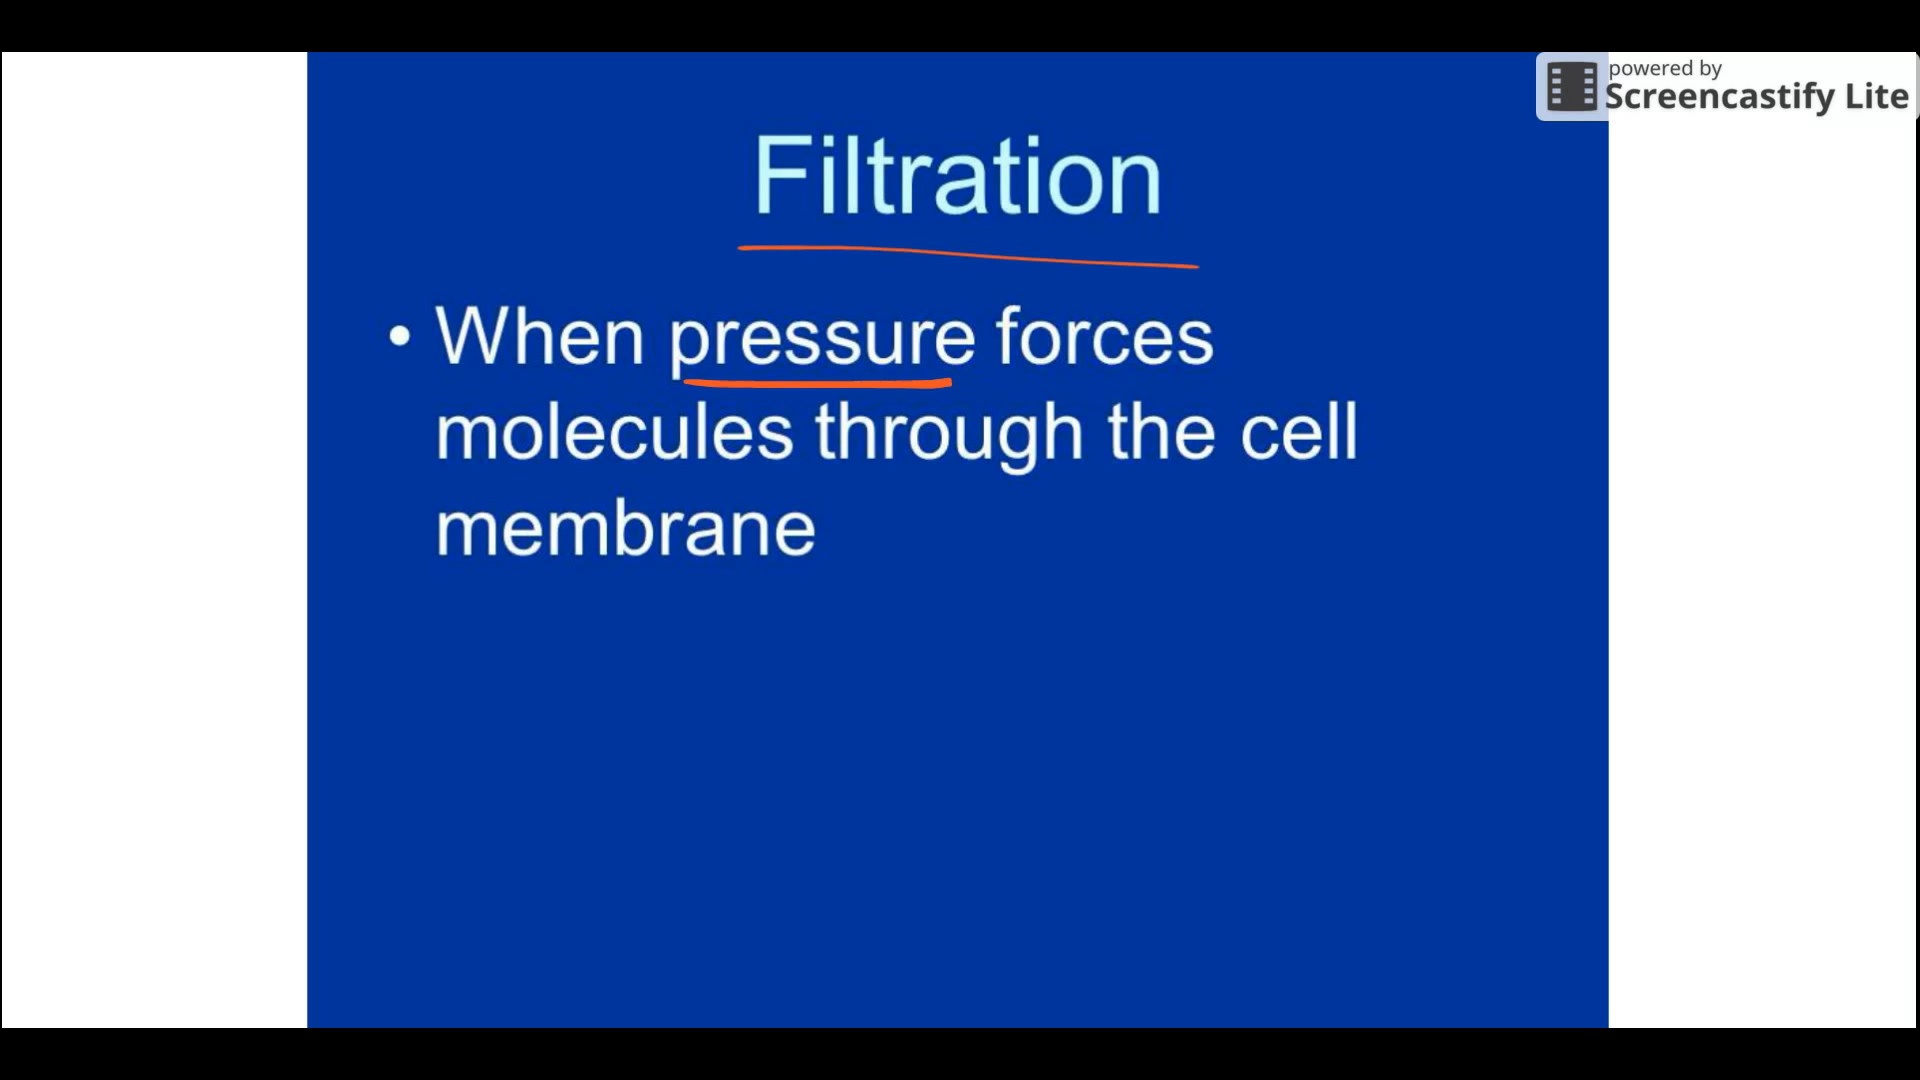 powered by
Screencastify Lite
Filtration
• When pressure forces
molecules through the cell
membrane